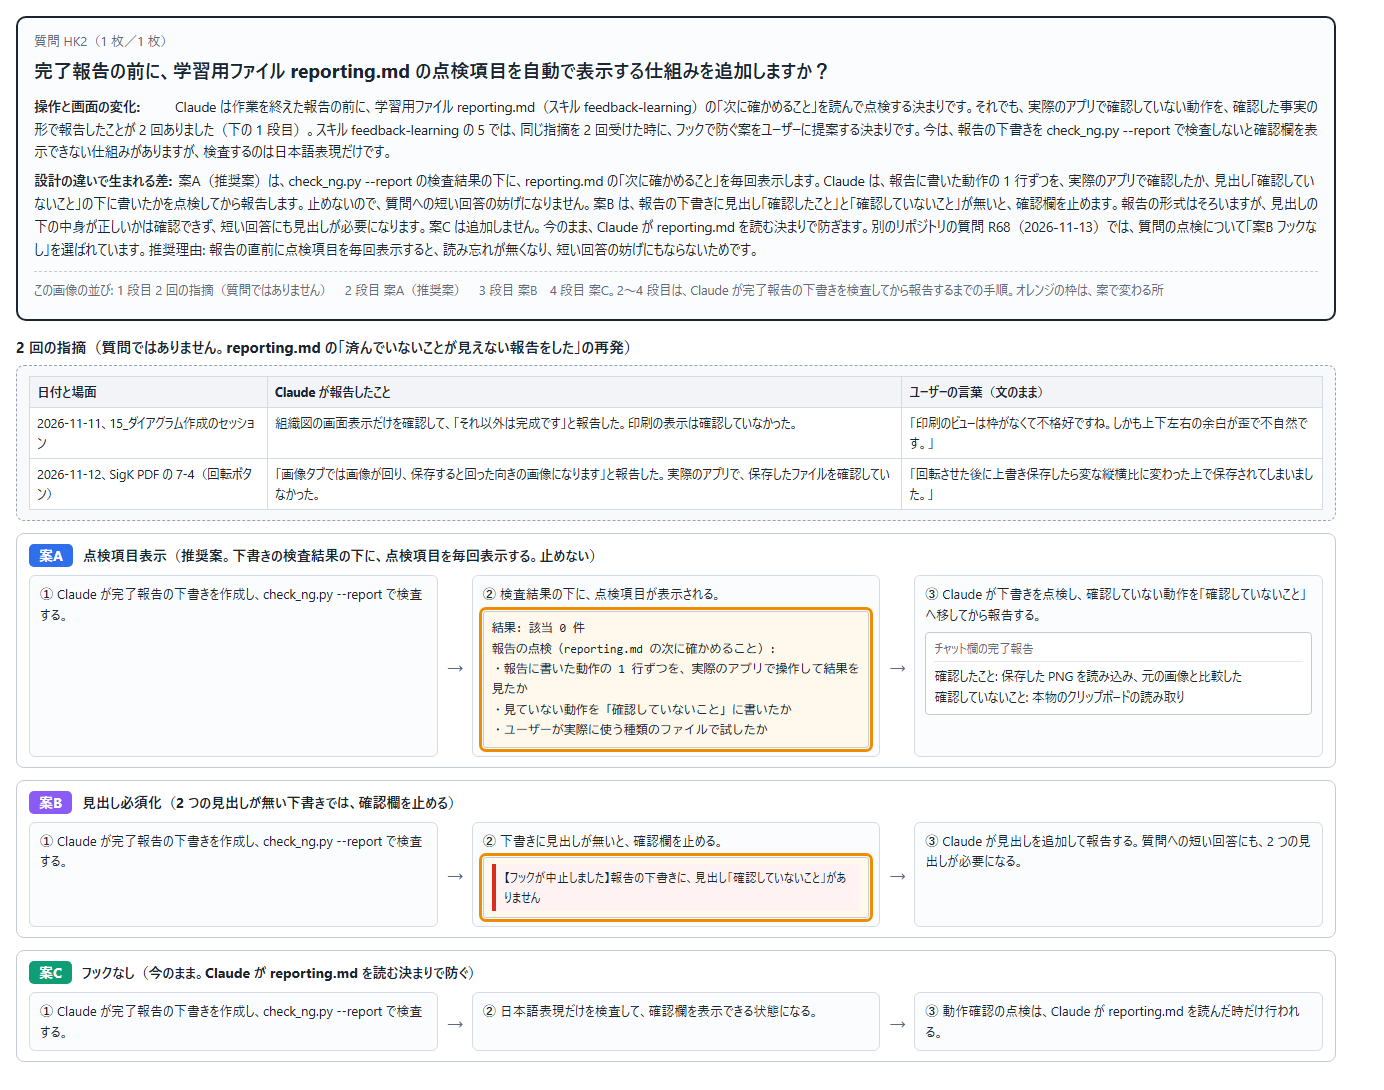 質問 HK2（1 枚／1 枚）
完了報告の前に、学習用ファイル reporting.md の点検項目を自動で表示する仕組みを追加しますか？
操作と画面の変化: Claude は作業を終えた報告の前に、学習用ファイル reporting.md（スキル feedback-learning）の「次に確かめること」を読んで点検する決まりです。それでも、実際のアプリで確認していない動作を、確認した事実の
形で報告したことが 2 回ありました（下の 1 段目）。スキル feedback-learning の 5 では、同じ指摘を 2 回受けた時に、フックで防ぐ案をユーザーに提案する決まりです。今は、報告の下書きを check_ng.py --report で検査しないと確認欄を表
示できない仕組みがありますが、検査するのは日本語表現だけです。
設計の違いで生まれる差: 案A（推奨案）は、check_ng.py --report の検査結果の下に、reporting.md の「次に確かめること」を毎回表示します。Claude は、報告に書いた動作の 1 行ずつを、実際のアプリで確認したか、見出し「確認してい
ないこと」の下に書いたかを点検してから報告します。止めないので、質問への短い回答の妨げになりません。案B は、報告の下書きに見出し「確認したこと」と「確認していないこと」が無いと、確認欄を止めます。報告の形式はそろいますが、見出しの
下の中身が正しいかは確認できず、短い回答にも見出しが必要になります。案C は追加しません。今のまま、Claude が reporting.md を読む決まりで防ぎます。別のリポジトリの質問 R68（2026-11-13）では、質問の点検について「案B フックな
し」を選ばれています。推奨理由: 報告の直前に点検項目を毎回表示すると、読み忘れが無くなり、短い回答の妨げにもならないためです。
この画像の並び: 1 段目 2 回の指摘（質問ではありません） 2 段目 案A（推奨案） 3 段目 案B 4 段目 案C。2～4 段目は、Claude が完了報告の下書きを検査してから報告するまでの手順。オレンジの枠は、案で変わる所
2 回の指摘（質問ではありません。reporting.md の「済んでいないことが見えない報告をした」の再発）
日付と場面 Claude が報告したこと ユーザーの言葉（文のまま）
2026-11-11、15_ダイアグラム作成のセッショ
ン
組織図の画面表示だけを確認して、「それ以外は完成です」と報告した。印刷の表示は確認していなかった。
「印刷のビューは枠がなくて不格好ですね。しかも上下左右の余白が歪で不自然で
す。」
2026-11-12、SigK PDF の 7-4（回転ボタ
ン）
「画像タブでは画像が回り、保存すると回った向きの画像になります」と報告した。実際のアプリで、保存したファイルを確認してい
なかった。
「回転させた後に上書き保存したら変な縦横比に変わった上で保存されてしまいまし
た。」
案A 点検項目表示（推奨案。下書きの検査結果の下に、点検項目を毎回表示する。止めない）
① Claude が完了報告の下書きを作成し、check_ng.py --report で検査
する。
→
② 検査結果の下に、点検項目が表示される。
結果: 該当 0 件
報告の点検（reporting.md の次に確かめること）:
・報告に書いた動作の 1 行ずつを、実際のアプリで操作して結果を
見たか
・見ていない動作を「確認していないこと」に書いたか
・ユーザーが実際に使う種類のファイルで試したか
→
③ Claude が下書きを点検し、確認していない動作を「確認していないこと」
へ移してから報告する。
チャット欄の完了報告
確認したこと: 保存した PNG を読み込み、元の画像と比較した
確認していないこと: 本物のクリップボードの読み取り
案B 見出し必須化（2 つの見出しが無い下書きでは、確認欄を止める）
① Claude が完了報告の下書きを作成し、check_ng.py --report で検査
する。
→
② 下書きに見出しが無いと、確認欄を止める。
【フックが中止しました】報告の下書きに、見出し「確認していないこと」があ
りません
→
③ Claude が見出しを追加して報告する。質問への短い回答にも、2 つの見
出しが必要になる。
案C フックなし（今のまま。Claude が reporting.md を読む決まりで防ぐ）
① Claude が完了報告の下書きを作成し、check_ng.py --report で検査
する。
→
② 日本語表現だけを検査して、確認欄を表示できる状態になる。
→
③ 動作確認の点検は、Claude が reporting.md を読んだ時だけ行われ
る。